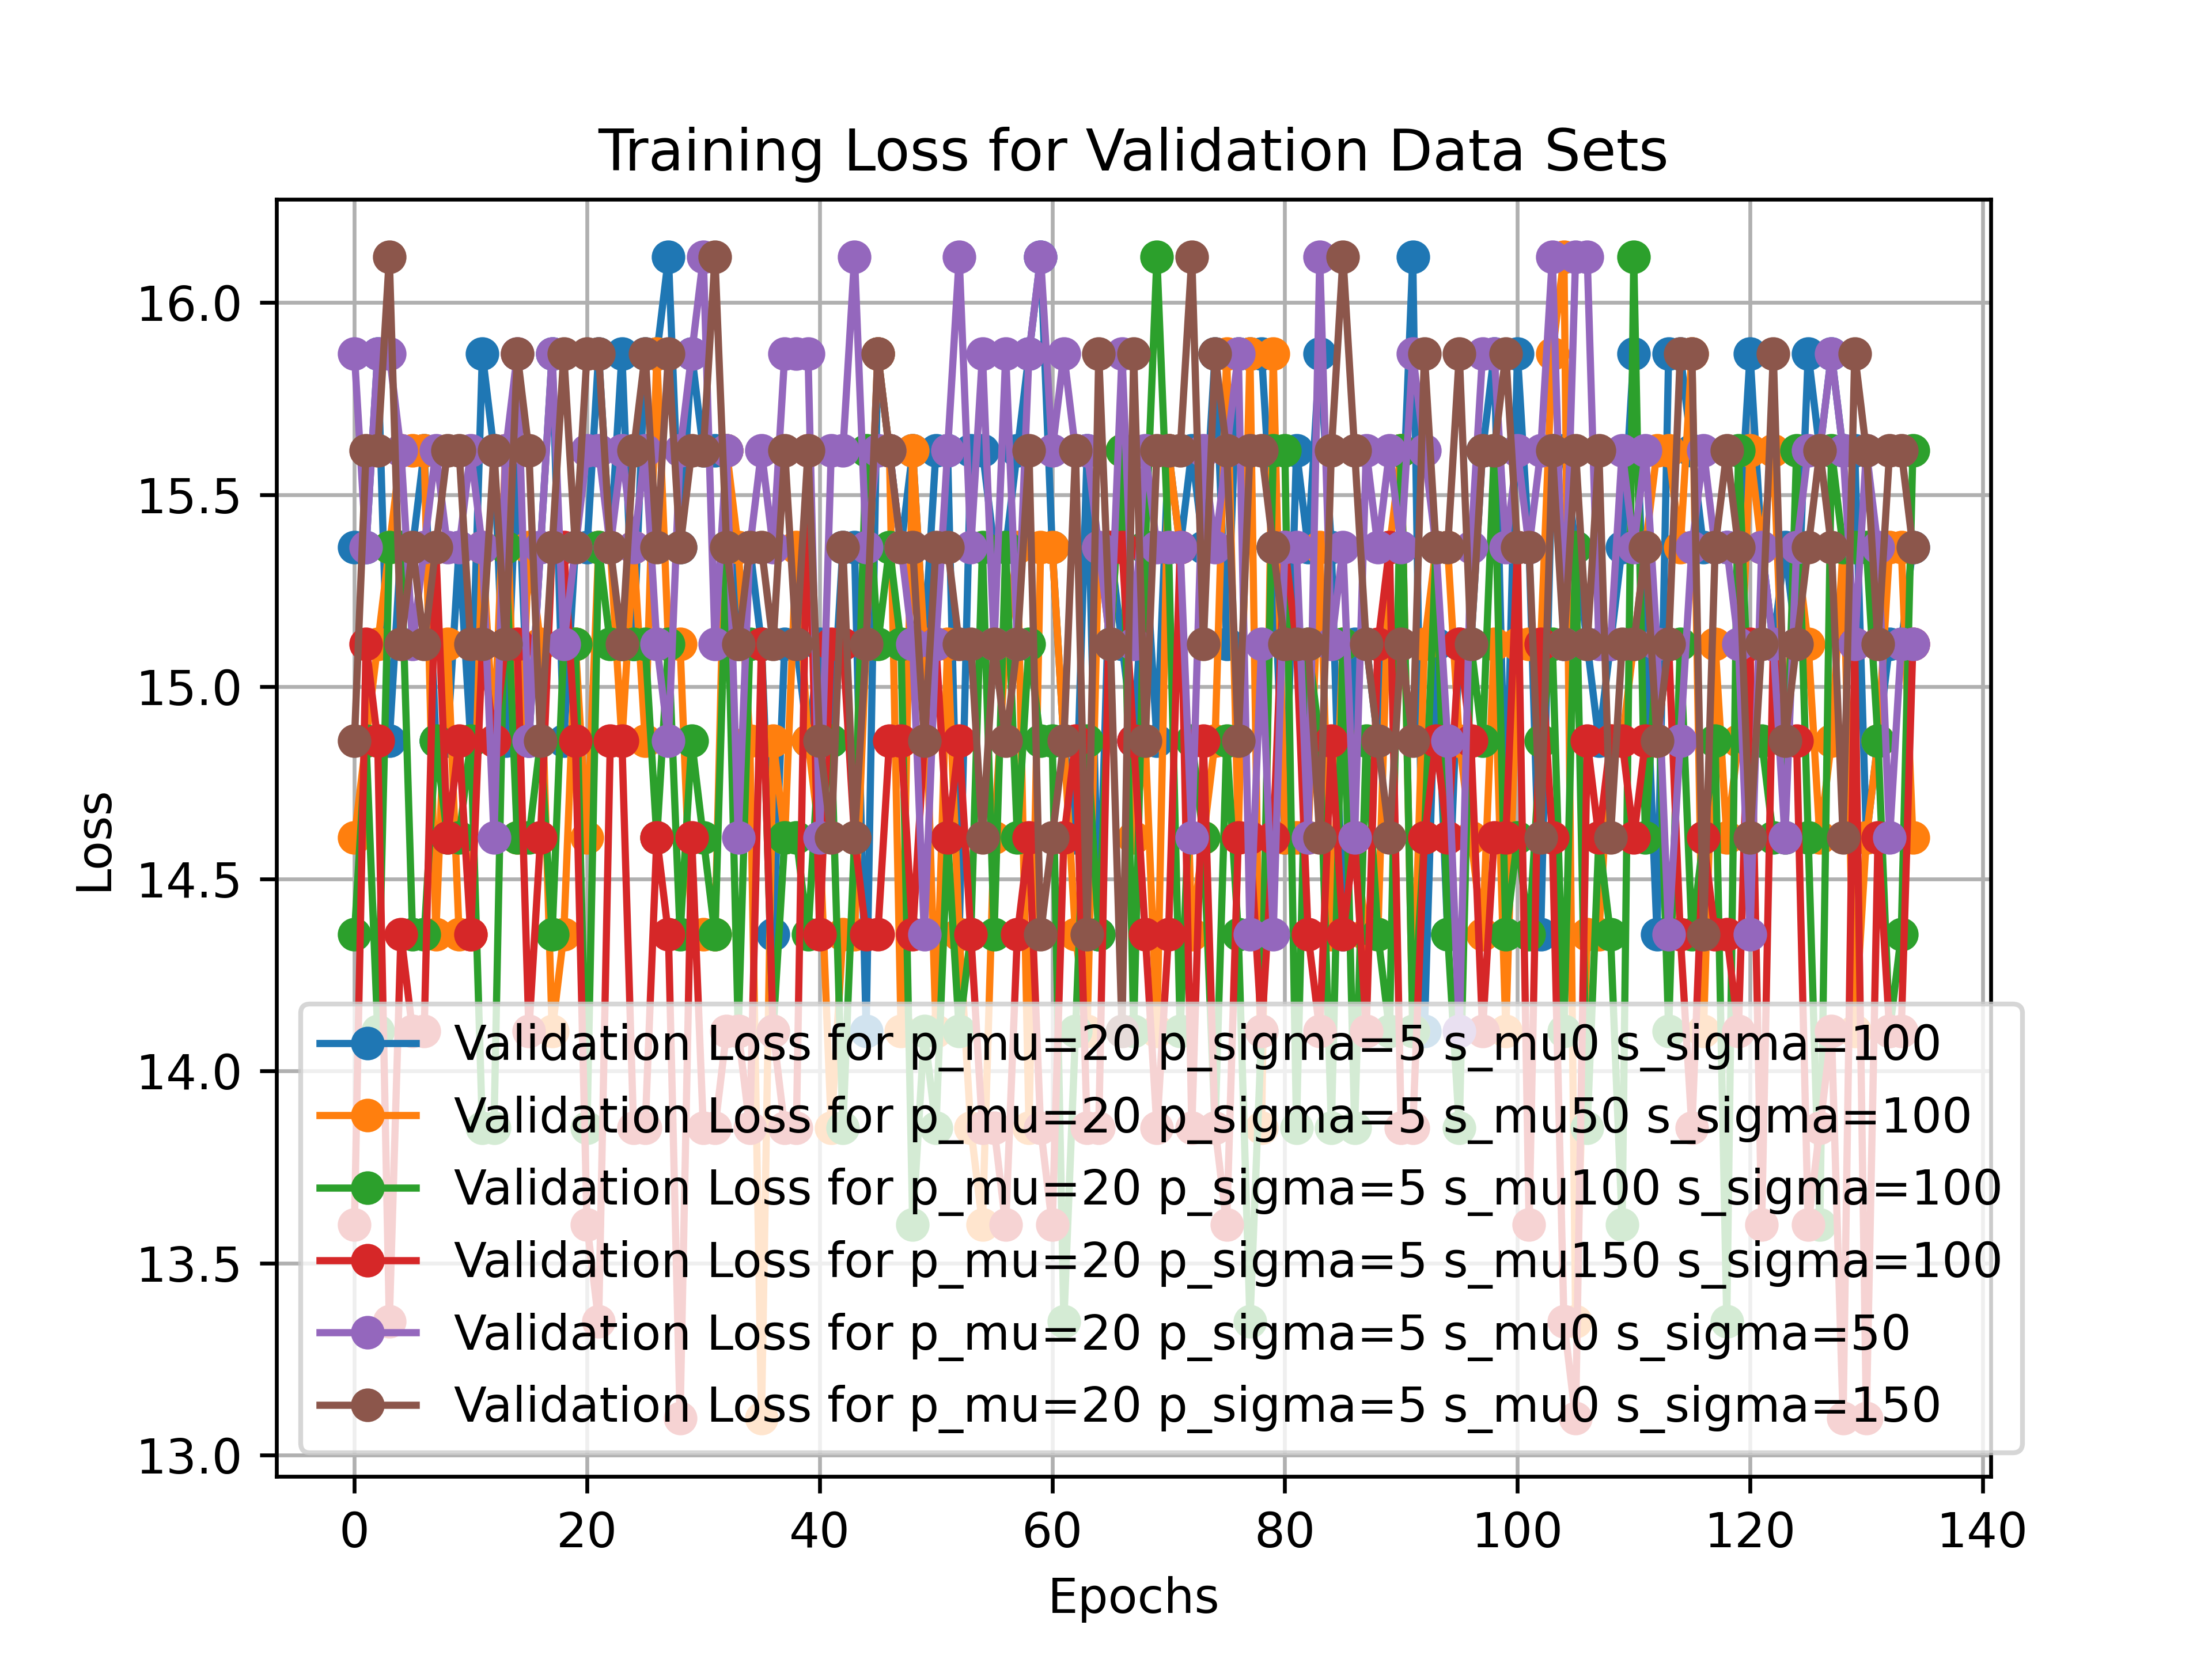 Training Loss for Validation Data Sets
16.0
15.5
15.0
14.5
14.0
13.5
13.0
Loss
Validation Loss for p_mu=20 p_sigma=5 s_mu0 s_sigma=100
Validation Loss for p_mu=20 p_sigma=5 s_mu50 s_sigma=100
Validation Loss for p_mu=20 p_sigma=5 s_mu100 s_sigma=100
Validation Loss for p_mu=20 p_sigma=5 s_mu150 s_sigma=100
Validation Loss for p_mu=20 p_sigma=5 s_mu0 s_sigma=50
Validation Loss for p_mu=20 p_sigma=5 s_mu0 s_sigma=150
0 20 40 60 80 100 120 140
Epochs